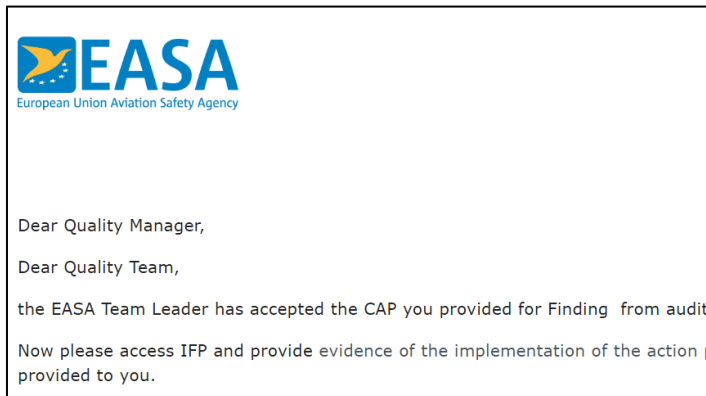 EASA
European Union Aviation Safety Agency
Dear Quality Manager,
Dear Quality Team,
the EASA Team Leader has accepted the CAP you provided for Finding  from audit
Now please access IFP and provide evidence of the implementation of the action
provided to you.